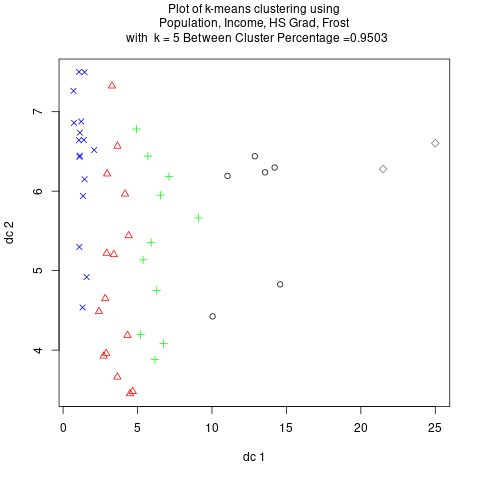 Plot of k-means clustering using
Population, Income, HS Grad, Frost
with k = 5 Between Cluster Percentage =0.9503
7
6
5
4
dc 2
0 5 10 15 20 25
dc 1